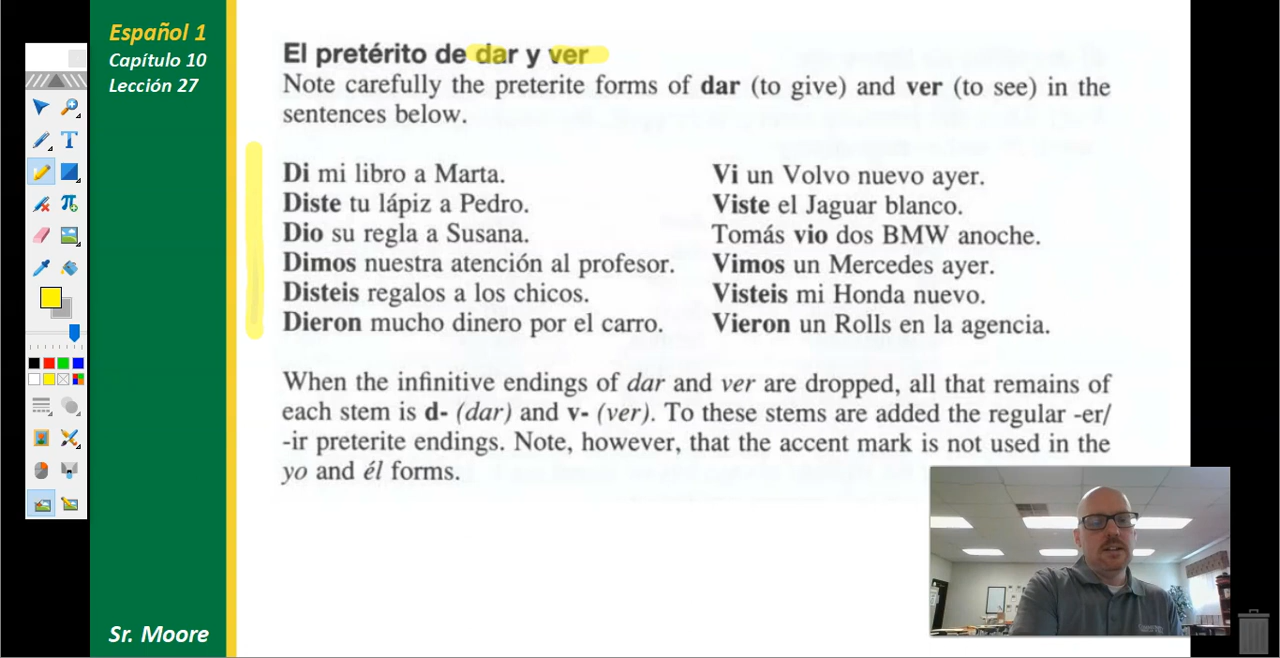 Español 1
Capítulo 10
Lección 27
El pretérito de dar y ver
Note carefully the preterite forms of dar (to give) and ver (to see) in the
sentences below.
Di mi libro a Marta.
Diste tu lápiz a Pedro.
Dio su regla a Susana.
Dimos nuestra atención al profesor.
Disteis regalos a los chicos.
Dieron mucho dinero por el carro.
Vi un Volvo nuevo ayer.
Viste el Jaguar blanco.
Tomás vio dos BMW anoche.
Vimos un Mercedes ayer.
Visteis mi Honda nuevo.
Vieron un Rolls en la agencia.
When the infinitive endings of dar and ver are dropped, all that remains of
each stem is d- (dar) and v- (ver). To these stems are added the regular -er/
-ir preterite endings. Note, however, that the accent mark is not used in the
yo and él forms.
Sr. Moore